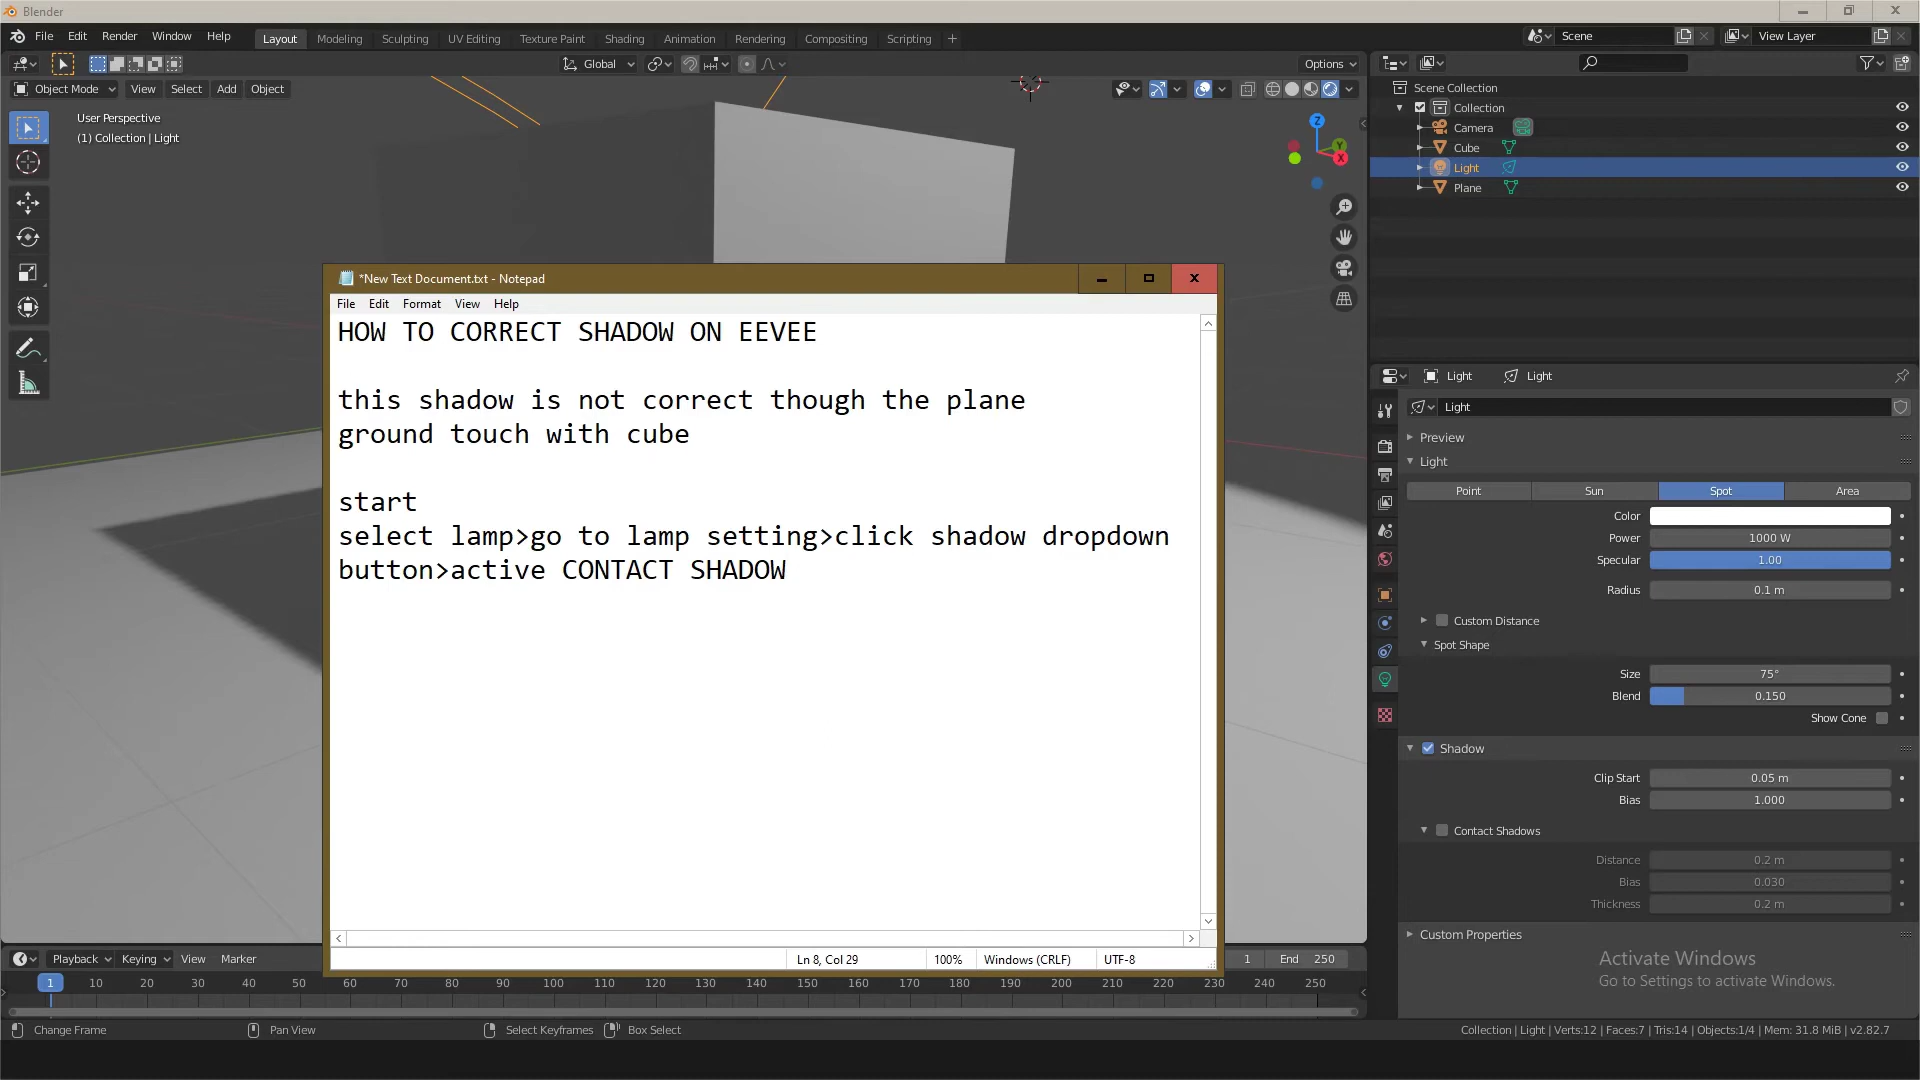 Blender
File Edit Render Window Help
Layout Modeling Sculpting UV Editing Texture Paint Shading Animation Rendering Compositing Scripting +
Scene
View Layer
Global
Options
Object Mode View Select Add Object
User Perspective
(1) Collection | Light
Z
Y
X
Scene Collection
Collection
Camera
Cube
Light
Plane
*New Text Document.txt - Notepad
File Edit Format View Help
HOW TO CORRECT SHADOW ON EEVEE
this shadow is not correct though the plane
ground touch with cube
start
select lamp>go to lamp setting>click shadow dropdown
button>active CONTACT SHADOW
Ln 8, Col 29 100% Windows (CRLF) UTF-8
Light Light
Light
Preview
Light
Point Sun Spot Area
Color
Power 1000 W
Specular 1.00
Radius 0.1 m
Custom Distance
Spot Shape
Size 75°
Blend 0.150
Show Cone
Shadow
Clip Start 0.05 m
Bias 1.000
Contact Shadows
Distance 0.2 m
Bias 0.030
Thickness 0.2 m
Custom Properties
Activate Windows
Go to Settings to activate Windows.
Playback Keying View Marker
1 End 250
1 10 20 30 40 50 60 70 80 90 100 110 120 130 140 150 160 170 180 190 200 210 220 230 240 250
Change Frame Pan View Select Keyframes Box Select
Collection | Light | Verts:12 | Faces:7 | Tris:14 | Objects:1/4 | Mem: 31.8 MiB | v2.82.7